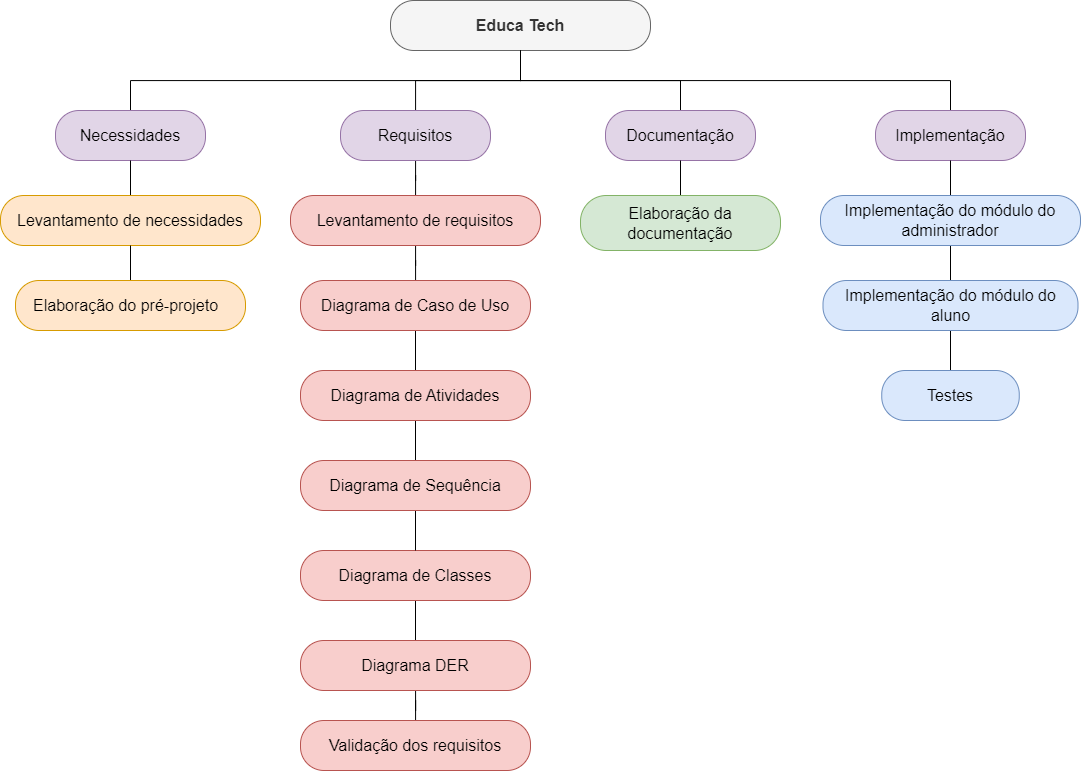 Educa Tech
Necessidades
Requisitos
Documentação
Implementação
Levantamento de necessidades
Elaboração do pré-projeto
Levantamento de requisitos
Diagrama de Caso de Uso
Diagrama de Atividades
Diagrama de Sequência
Diagrama de Classes
Diagrama DER
Validação dos requisitos
Elaboração da
documentação
Implementação do módulo do
administrador
Implementação do módulo do
aluno
Testes